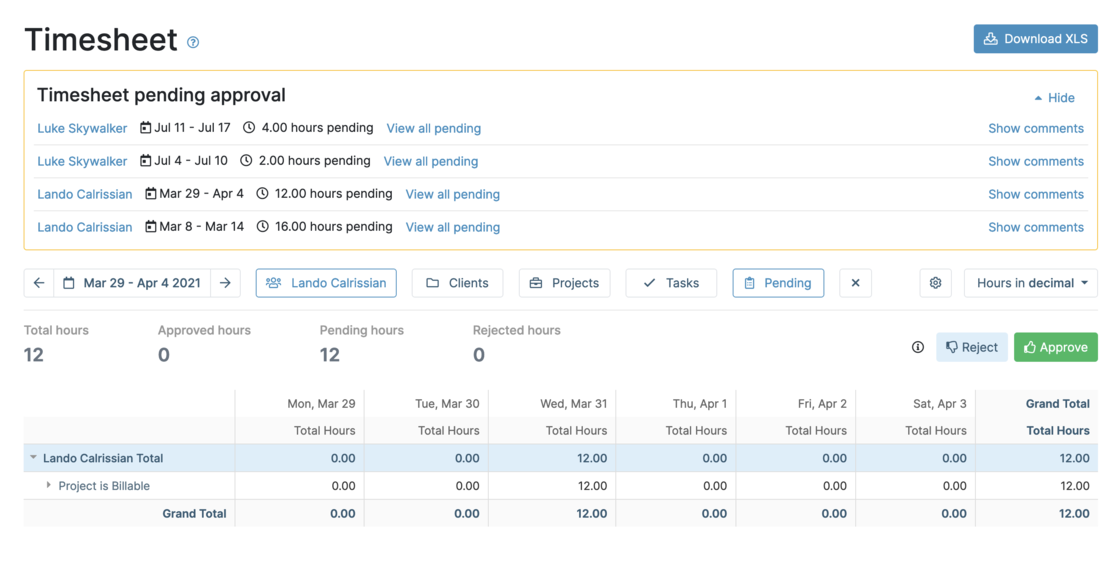 Timesheet
Download XLS
Timesheet pending approval
Hide
Luke Skywalker Jul 11 - Jul 17 4.00 hours pending View all pending Show comments
Luke Skywalker Jul 4 - Jul 10 2.00 hours pending View all pending Show comments
Lando Calrissian Mar 29 - Apr 4 12.00 hours pending View all pending Show comments
Lando Calrissian Mar 8 - Mar 14 16.00 hours pending View all pending Show comments
Mar 29 - Apr 4 2021 Lando Calrissian Clients Projects Tasks Pending Hours in decimal
Total hours Approved hours Pending hours Rejected hours
12 0 12 0
Reject Approve
Mon, Mar 29 Tue, Mar 30 Wed, Mar 31 Thu, Apr 1 Fri, Apr 2 Sat, Apr 3 Grand Total
Total Hours Total Hours Total Hours Total Hours Total Hours Total Hours Total Hours
Lando Calrissian Total 0.00 0.00 12.00 0.00 0.00 0.00 12.00
Project is Billable 0.00 0.00 12.00 0.00 0.00 0.00 12.00
Grand Total 0.00 0.00 12.00 0.00 0.00 0.00 12.00